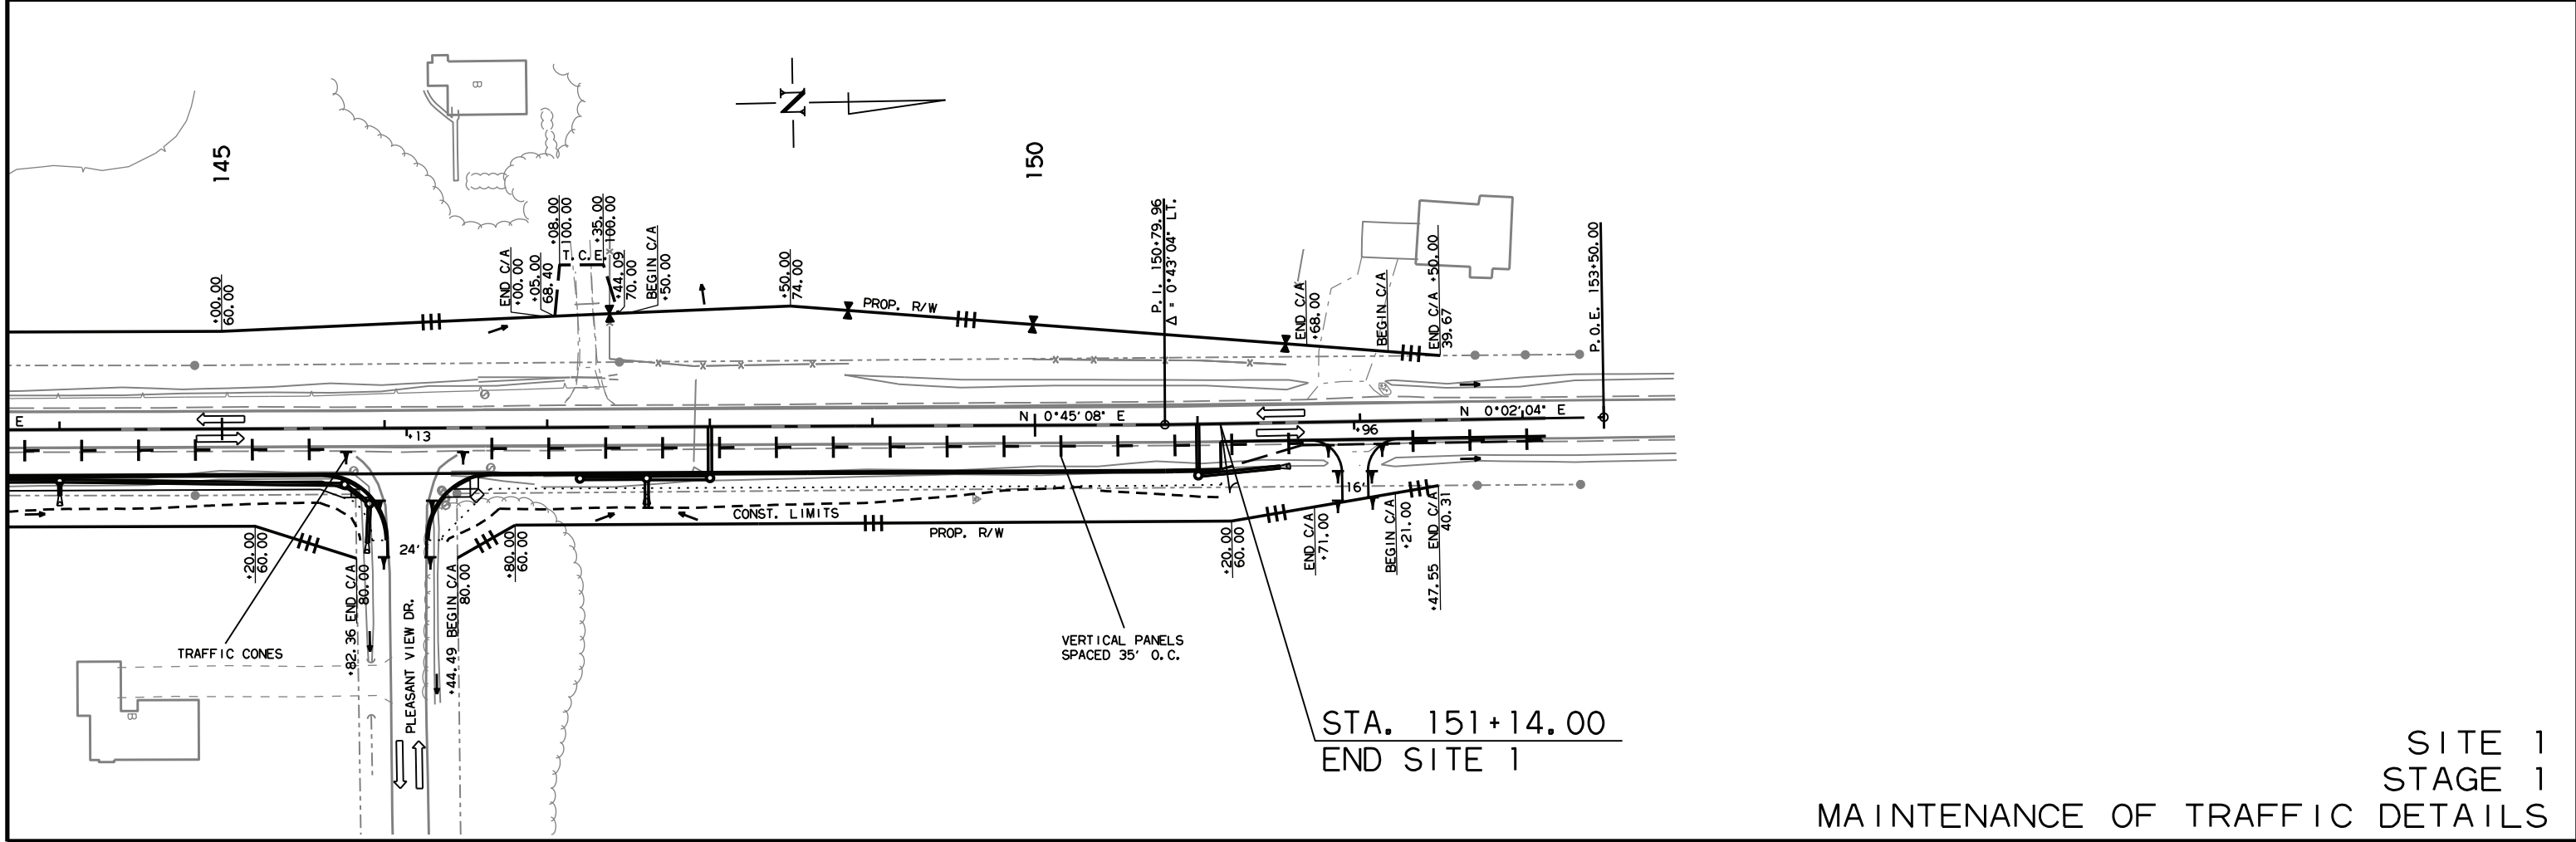 N
145
150
+00.00
60.00
END C/A
+00.00
+05.00
68.40
+08.00
100.00
T.C.E.
+35.00
100.00
+44.09
70.00
BEGIN C/A
+50.00
+50.00
74.00
PROP. R/W
P.I. 150+79.96
Δ = 0°43'04" LT.
END C/A
+68.00
BEGIN C/A
END C/A +50.00
39.67
P.O.E. 153+50.00
E
+13
N 0°45'08" E
+96
N 0°02'04" E
CONST. LIMITS
PROP. R/W
16'
24'
+20.00
60.00
+82.36 END C/A
80.00
PLEASANT VIEW DR.
+44.49 BEGIN C/A
80.00
+80.00
60.00
+20.00
60.00
END C/A
+71.00
BEGIN C/A
+21.00
+47.55 END C/A
40.31
TRAFFIC CONES
VERTICAL PANELS
SPACED 35' O.C.
B
B
STA. 151+14.00
END SITE 1
SITE 1
STAGE 1
MAINTENANCE OF TRAFFIC DETAILS